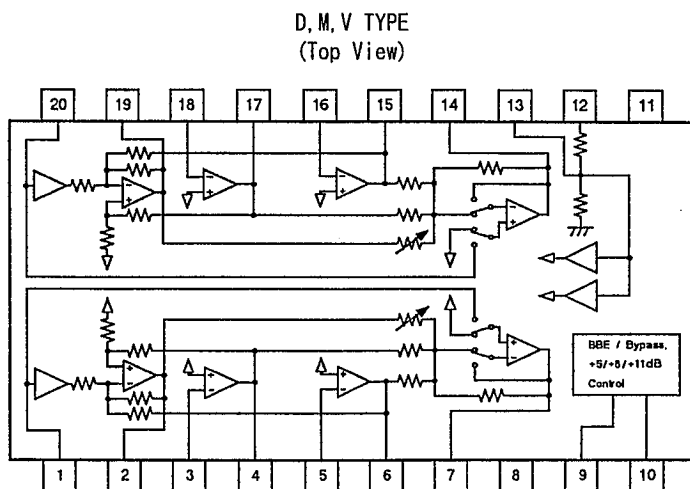 D, M, V TYPE
(Top View)
20 19 18 17 16 15 14 13 12 11
BBE / Bypass,
+5/+8/+11dB
Control
1 2 3 4 5 6 7 8 9 10